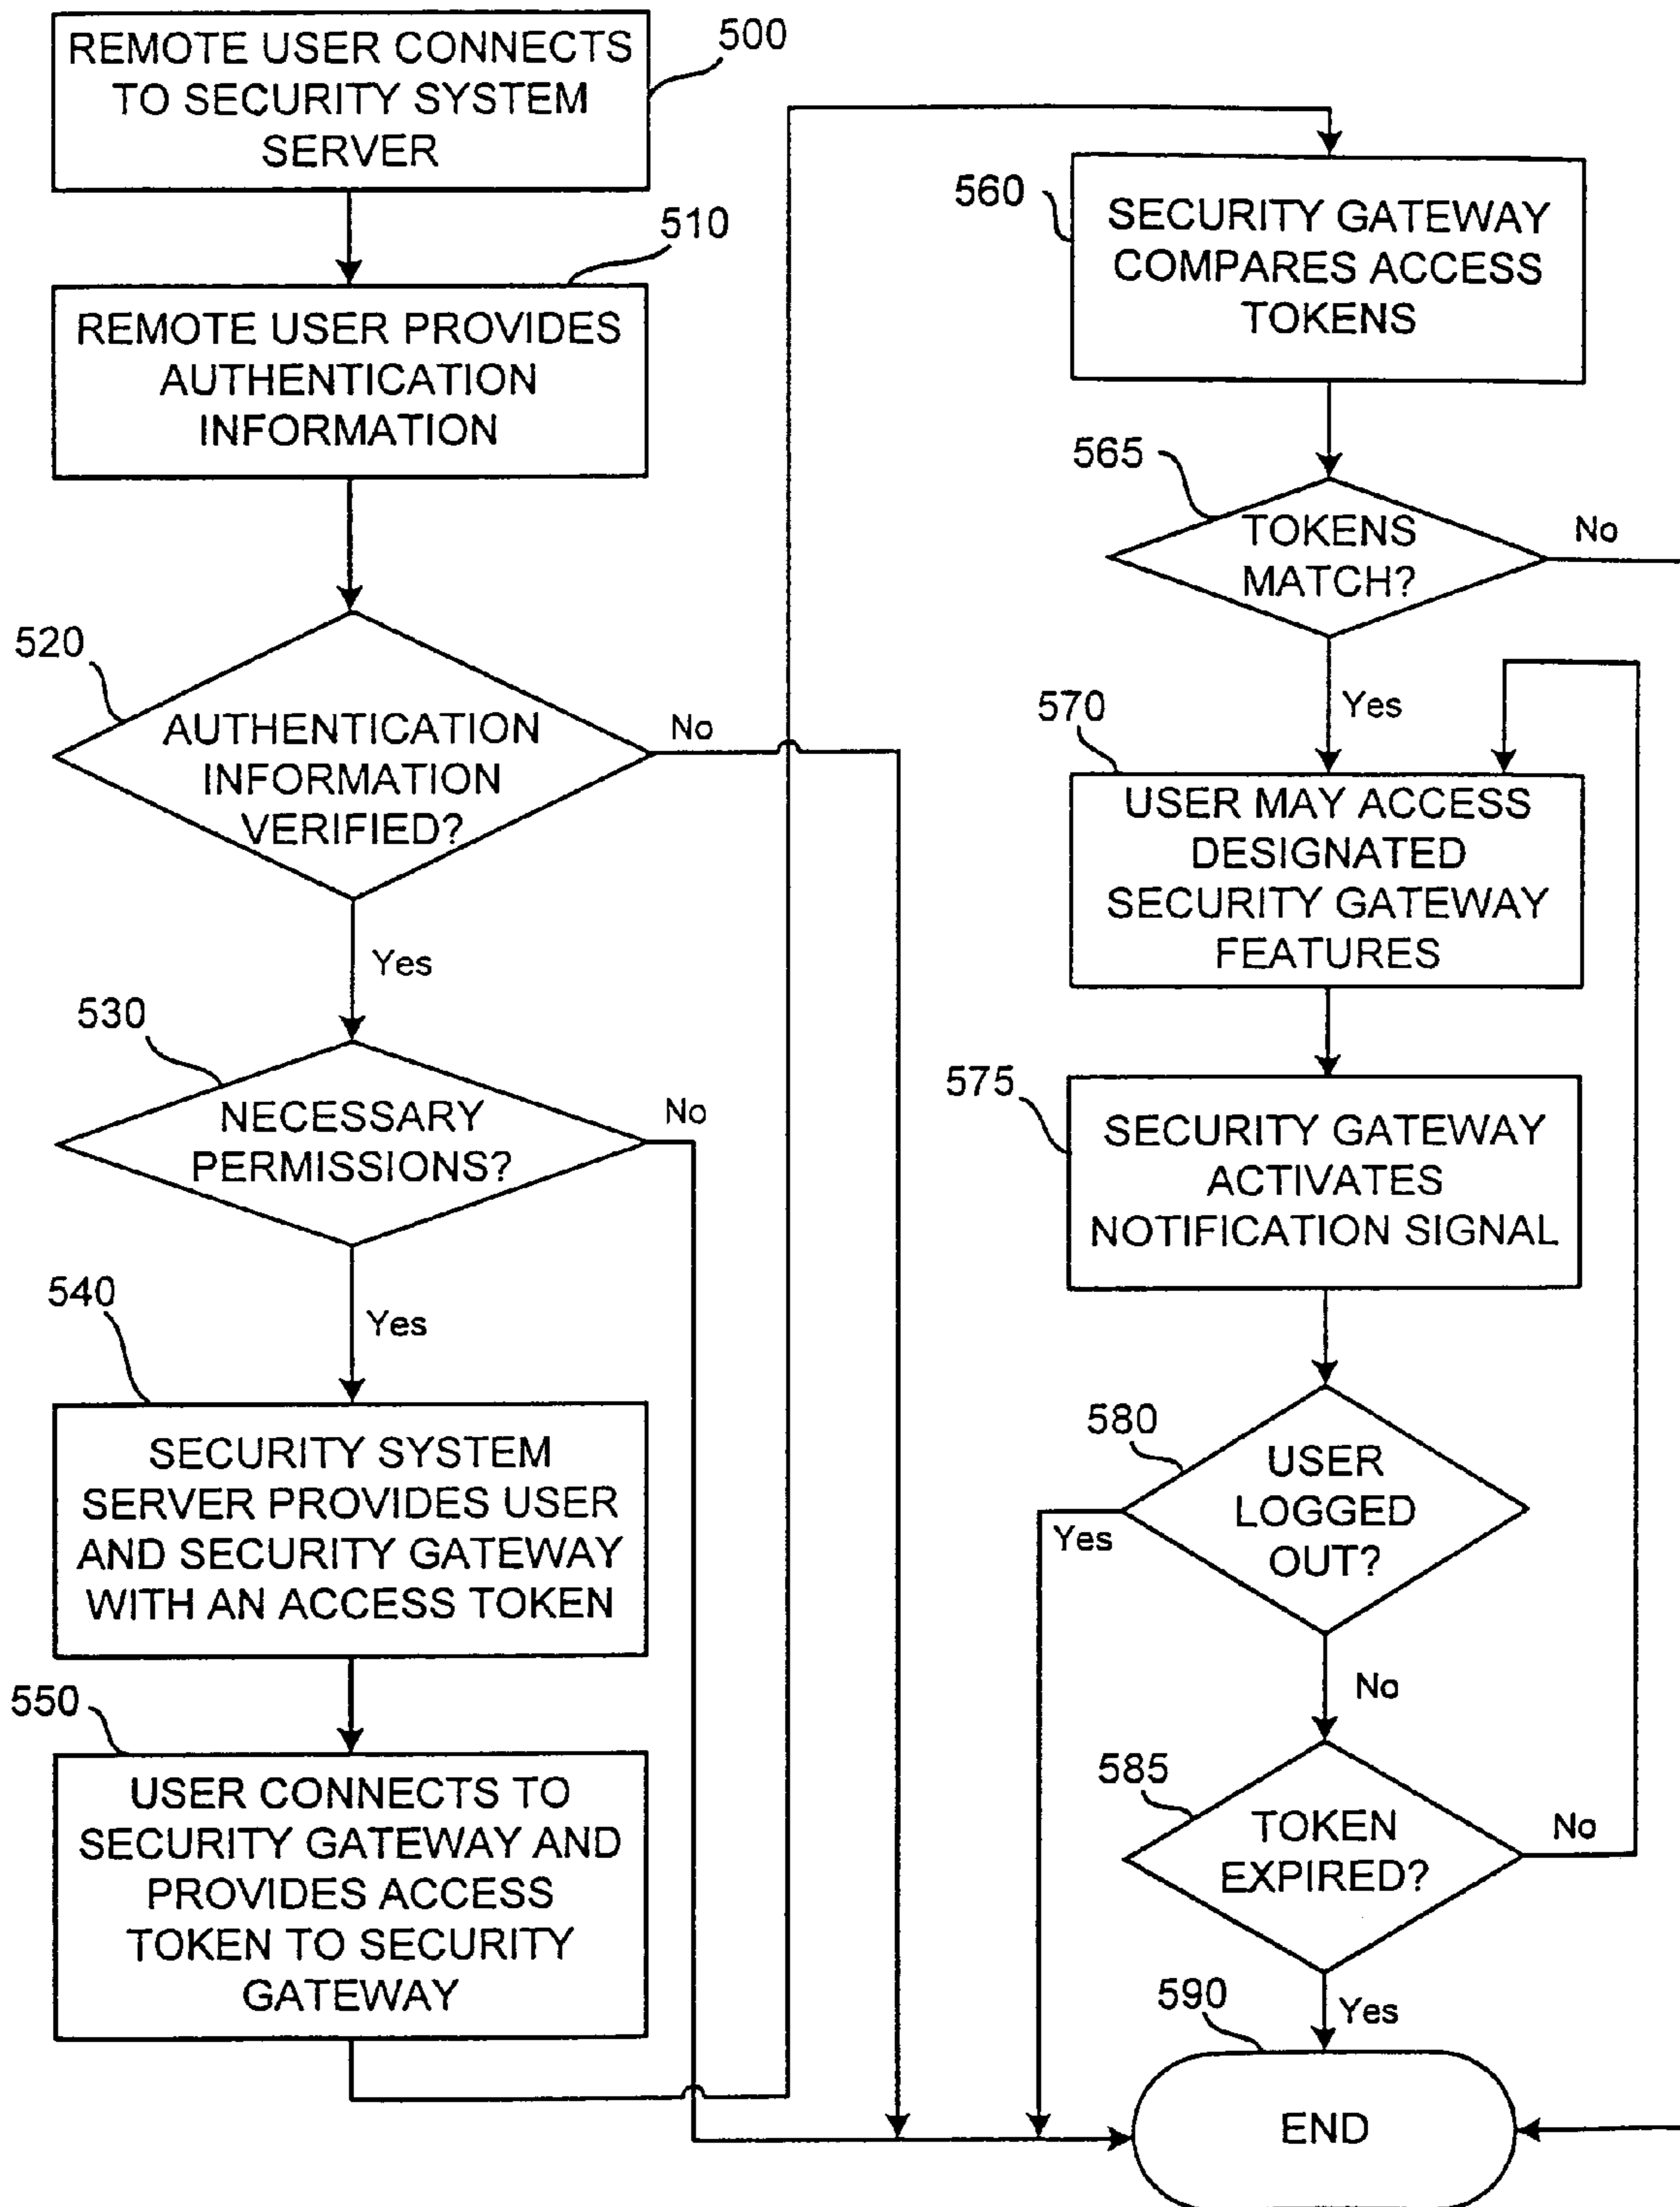 500
REMOTE USER CONNECTS
TO SECURITY SYSTEM
SERVER
510
REMOTE USER PROVIDES
AUTHENTICATION
INFORMATION
520
AUTHENTICATION
INFORMATION
VERIFIED?
No
Yes
530
NECESSARY
PERMISSIONS?
No
Yes
540
SECURITY SYSTEM
SERVER PROVIDES USER
AND SECURITY GATEWAY
WITH AN ACCESS TOKEN
550
USER CONNECTS TO
SECURITY GATEWAY AND
PROVIDES ACCESS
TOKEN TO SECURITY
GATEWAY
560
SECURITY GATEWAY
COMPARES ACCESS
TOKENS
565
TOKENS
MATCH?
No
Yes
570
USER MAY ACCESS
DESIGNATED
SECURITY GATEWAY
FEATURES
575
SECURITY GATEWAY
ACTIVATES
NOTIFICATION SIGNAL
580
USER
LOGGED
OUT?
Yes
No
585
TOKEN
EXPIRED?
No
Yes
590
END